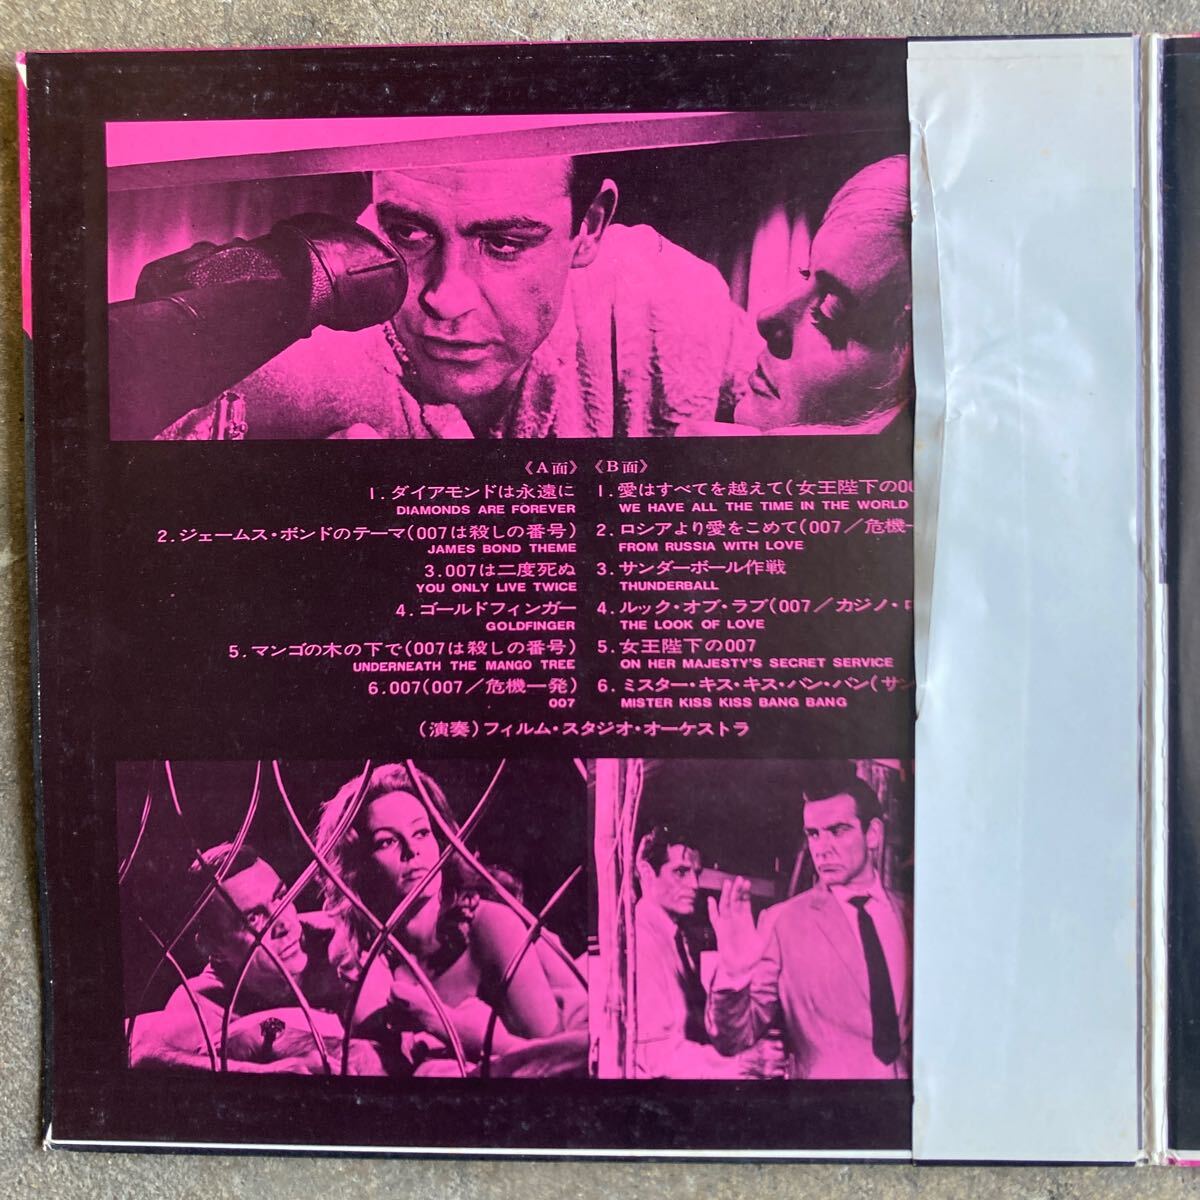 《A面》
1.ダイアモンドは永遠に
DIAMONDS ARE FOREVER
2.ジェームス・ボンドのテーマ(007は殺しの番号)
JAMES BOND THEME
3.007は二度死ぬ
YOU ONLY LIVE TWICE
4.ゴールドフィンガー
GOLDFINGER
5.マンゴの木の下で(007は殺しの番号)
UNDERNEATH THE MANGO TREE
6.007(007/危機一発)
007
《B面》
1.愛はすべてを越えて(女王陛下の00
WE HAVE ALL THE TIME IN THE WORLD
2.ロシアより愛をこめて(007/危機
FROM RUSSIA WITH LOVE
3.サンダーボール作戦
THUNDERBALL
4.ルック・オブ・ラブ(007/カジノ・
THE LOOK OF LOVE
5.女王陛下の007
ON HER MAJESTY'S SECRET SERVICE
6.ミスター・キス・キス・バン・バン(サン
MISTER KISS KISS BANG BANG
(演奏)フィルム・スタジオ・オーケストラ